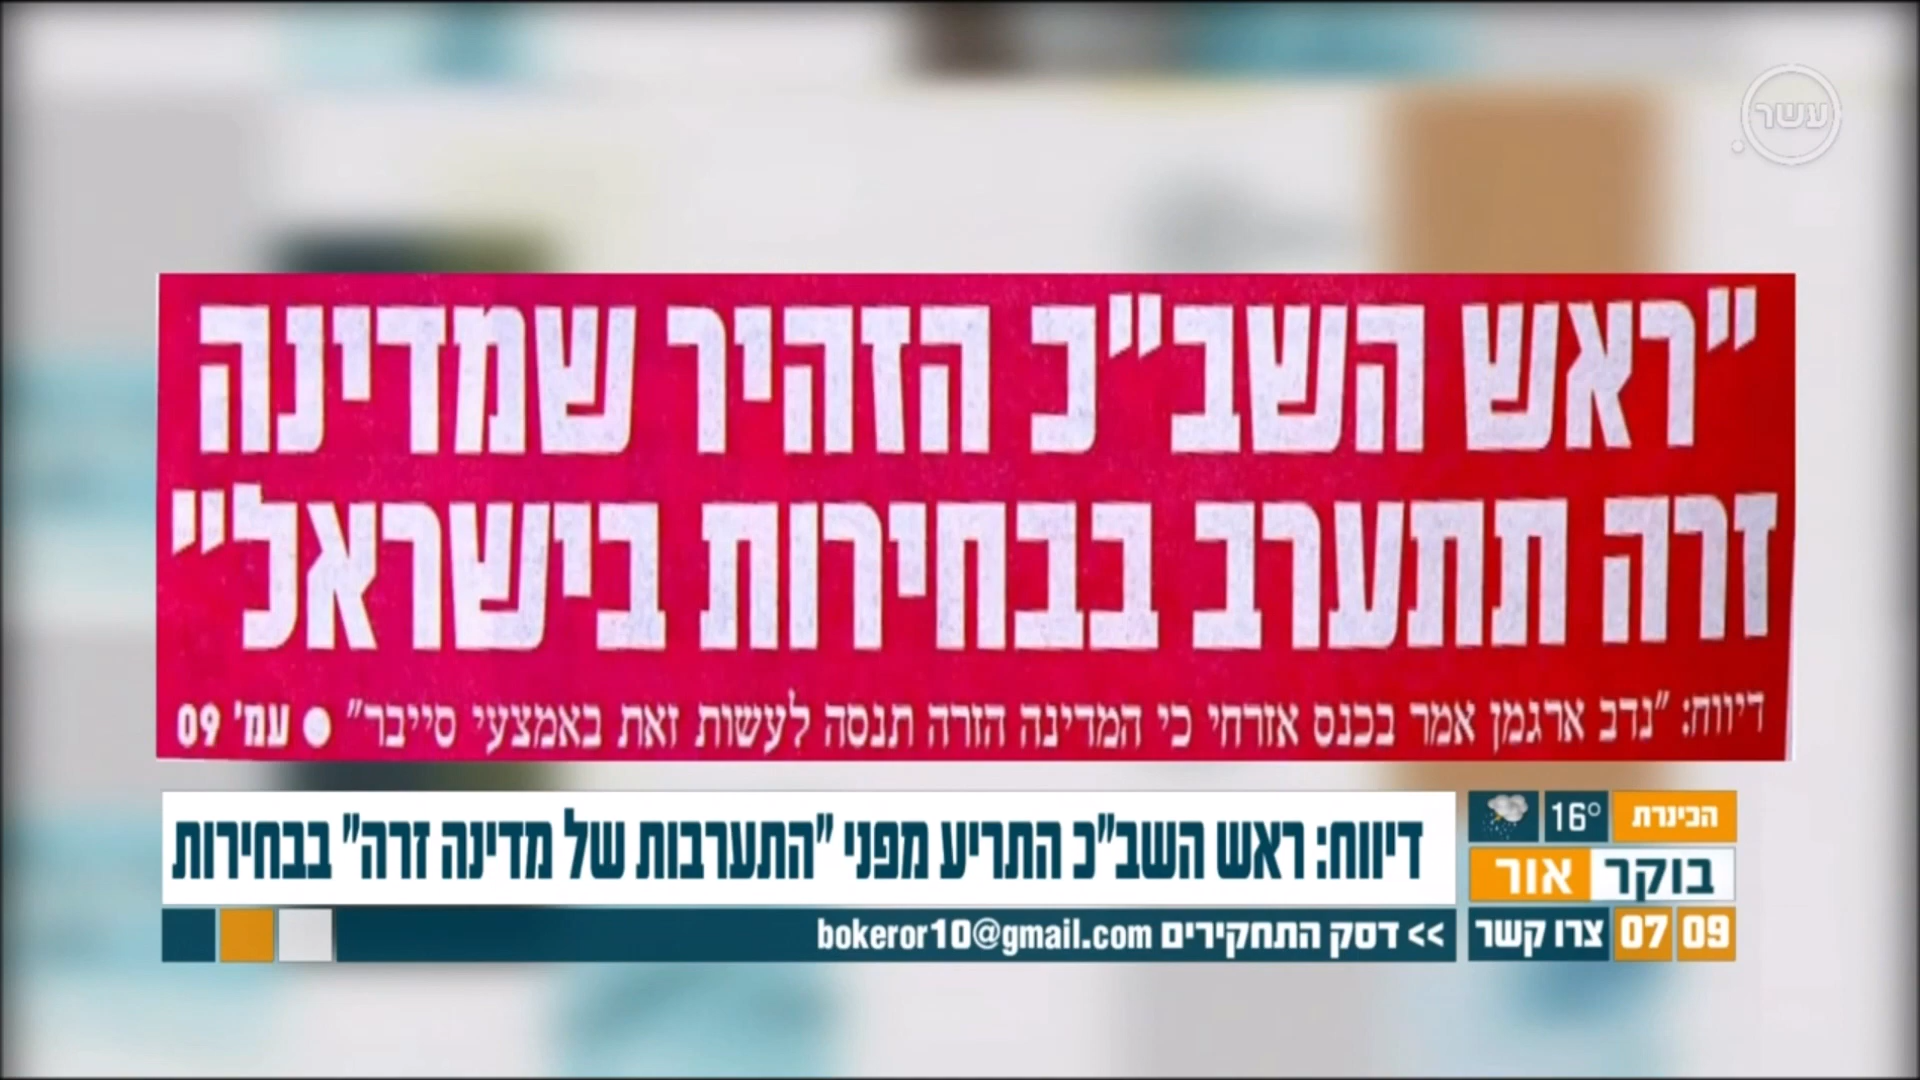 עשר.
"ראש השב"כ הזהיר שמדינה
זרה תתערב בבחירות בישראל"
דיווח: "נדב ארגמן אמר בכנס אזרחי כי המדינה הזרה תנסה לעשות זאת באמצעי סייבר" ● עמ' 09
דיווח: ראש השב"כ התריע מפני "התערבות של מדינה זרה" בבחירות
>> דסק התחקירים bokeror10@gmail.com
הכינרת 16°
בוקר אור
07 09 צרו קשר